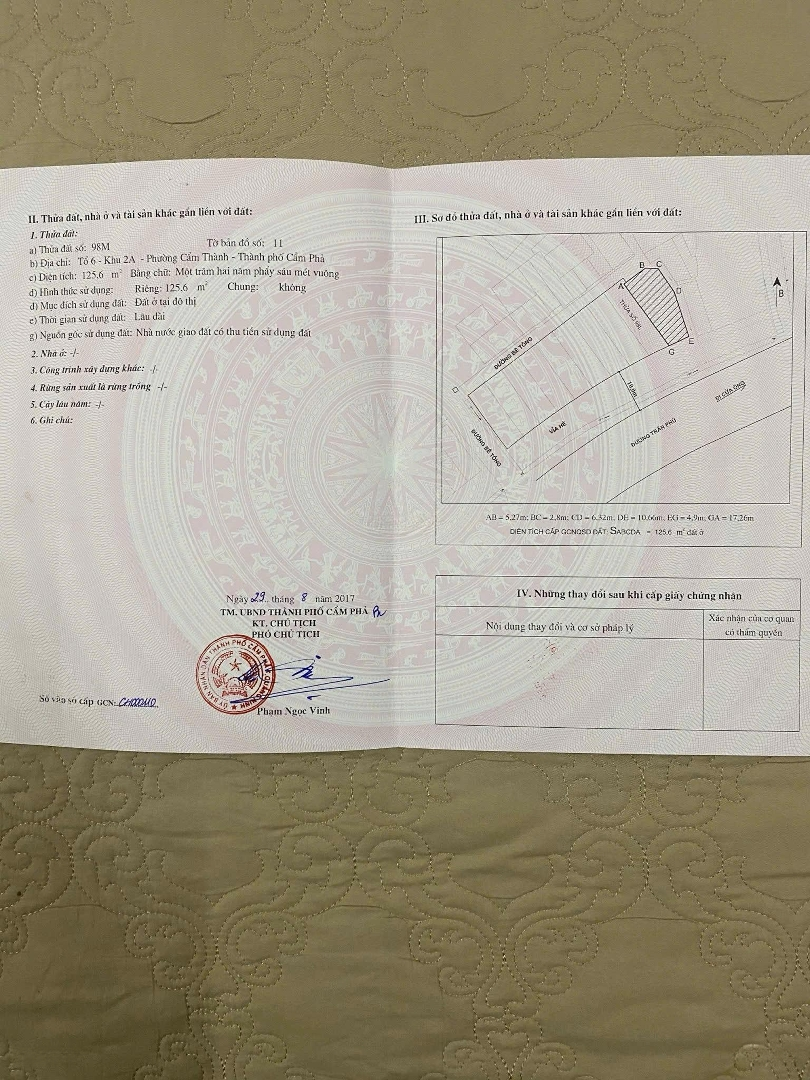 II. Thửa đất, nhà ở và tài sản khác gắn liền với đất:
1. Thửa đất:
a) Thửa đất số: 98M Tờ bản đồ số: 11
b) Địa chỉ: Tổ 6 - Khu 2A - Phường Cẩm Thành - Thành phố Cẩm Phả
c) Diện tích: 125,6 m² Bằng chữ: Một trăm hai năm phẩy sáu mét vuông
d) Hình thức sử dụng: Riêng: 125,6 m² Chung: không
đ) Mục đích sử dụng đất: Đất ở tại đô thị
e) Thời gian sử dụng đất: Lâu dài
g) Nguồn gốc sử dụng đất: Nhà nước giao đất có thu tiền sử dụng đất
2. Nhà ở: -/-
3. Công trình xây dựng khác: -/-
4. Rừng sản xuất là rừng trồng -/-
5. Cây lâu năm: -/-
6. Ghi chú:
Ngày 29 tháng 8 năm 2017
TM. UBND THÀNH PHỐ CẨM PHẢ
KT. CHỦ TỊCH
PHÓ CHỦ TỊCH
Phạm Ngọc Vinh
Số vào sổ cấp GCN:
III. Sơ đồ thửa đất, nhà ở và tài sản khác gắn liền với đất:
B C
A
D
E
G
B
ĐƯỜNG BÊ TÔNG
ĐƯỜNG BÊ TÔNG
VỈA HÈ
ĐƯỜNG TRẦN PHÚ
ĐI CỬA ÔNG
AB = 5,27m; BC = 2,8m; CD = 6,32m; DE = 10,66m; EG = 4,9m; GA = 17,26m
DIỆN TÍCH CẤP GCNQSD ĐẤT: SABCDA = 125,6 m² đất ở
IV. Những thay đổi sau khi cấp giấy chứng nhận
Nội dung thay đổi và cơ sở pháp lý
Xác nhận của cơ quan
có thẩm quyền